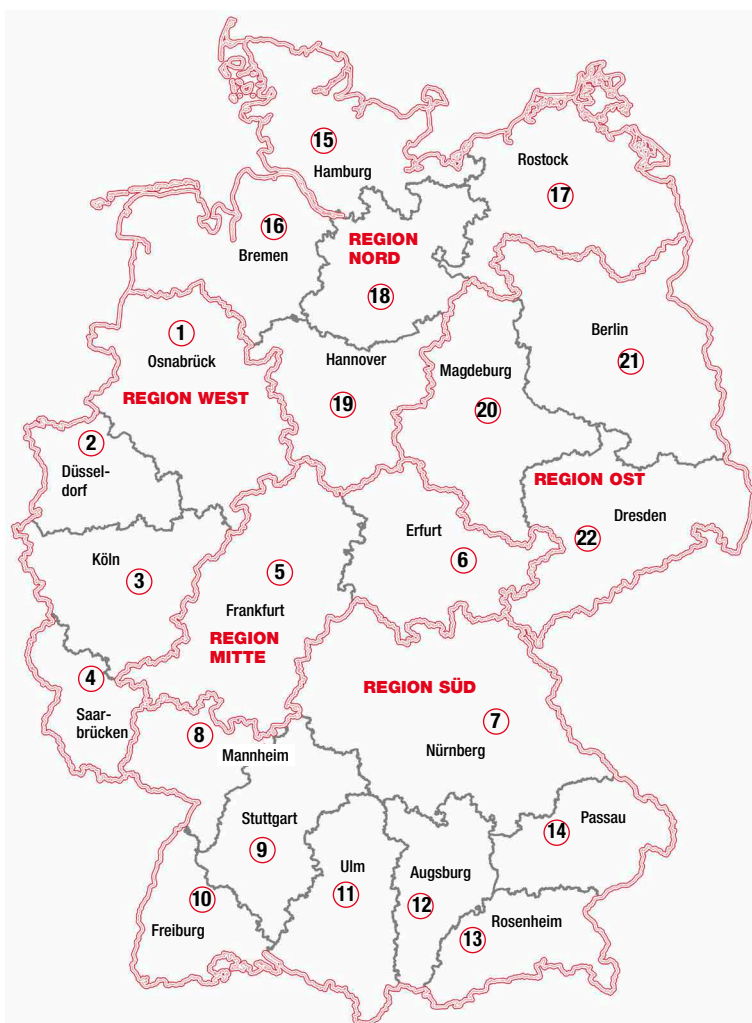 15
Hamburg
Rostock
17
16
Bremen
REGION
NORD
18
1
Osnabrück
REGION WEST
Hannover
19
Magdeburg
20
Berlin
21
2
Düssel-
dorf
REGION OST
Dresden
22
Köln
3
5
Frankfurt
REGION
MITTE
Erfurt
6
4
Saar-
brücken
REGION SÜD
7
Nürnberg
8
Mannheim
Stuttgart
9
10
Freiburg
Ulm
11
Augsburg
12
14
Passau
Rosenheim
13